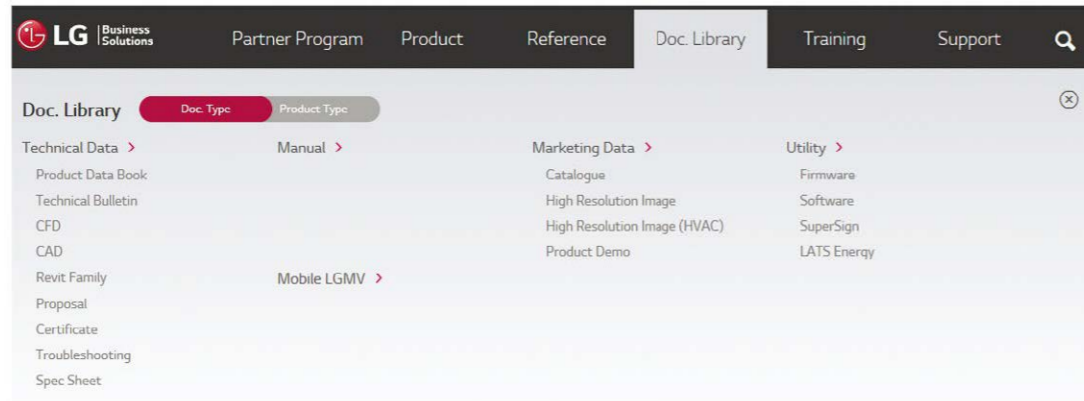 LG Business Solutions
Partner Program
Product
Reference
Doc. Library
Training
Support
Doc. Library
Doc. Type
Product Type
Technical Data >
Product Data Book
Technical Bulletin
CFD
CAD
Revit Family
Proposal
Certificate
Troubleshooting
Spec Sheet
Manual >
Mobile LGMV >
Marketing Data >
Catalogue
High Resolution Image
High Resolution Image (HVAC)
Product Demo
Utility >
Firmware
Software
SuperSign
LATS Energy